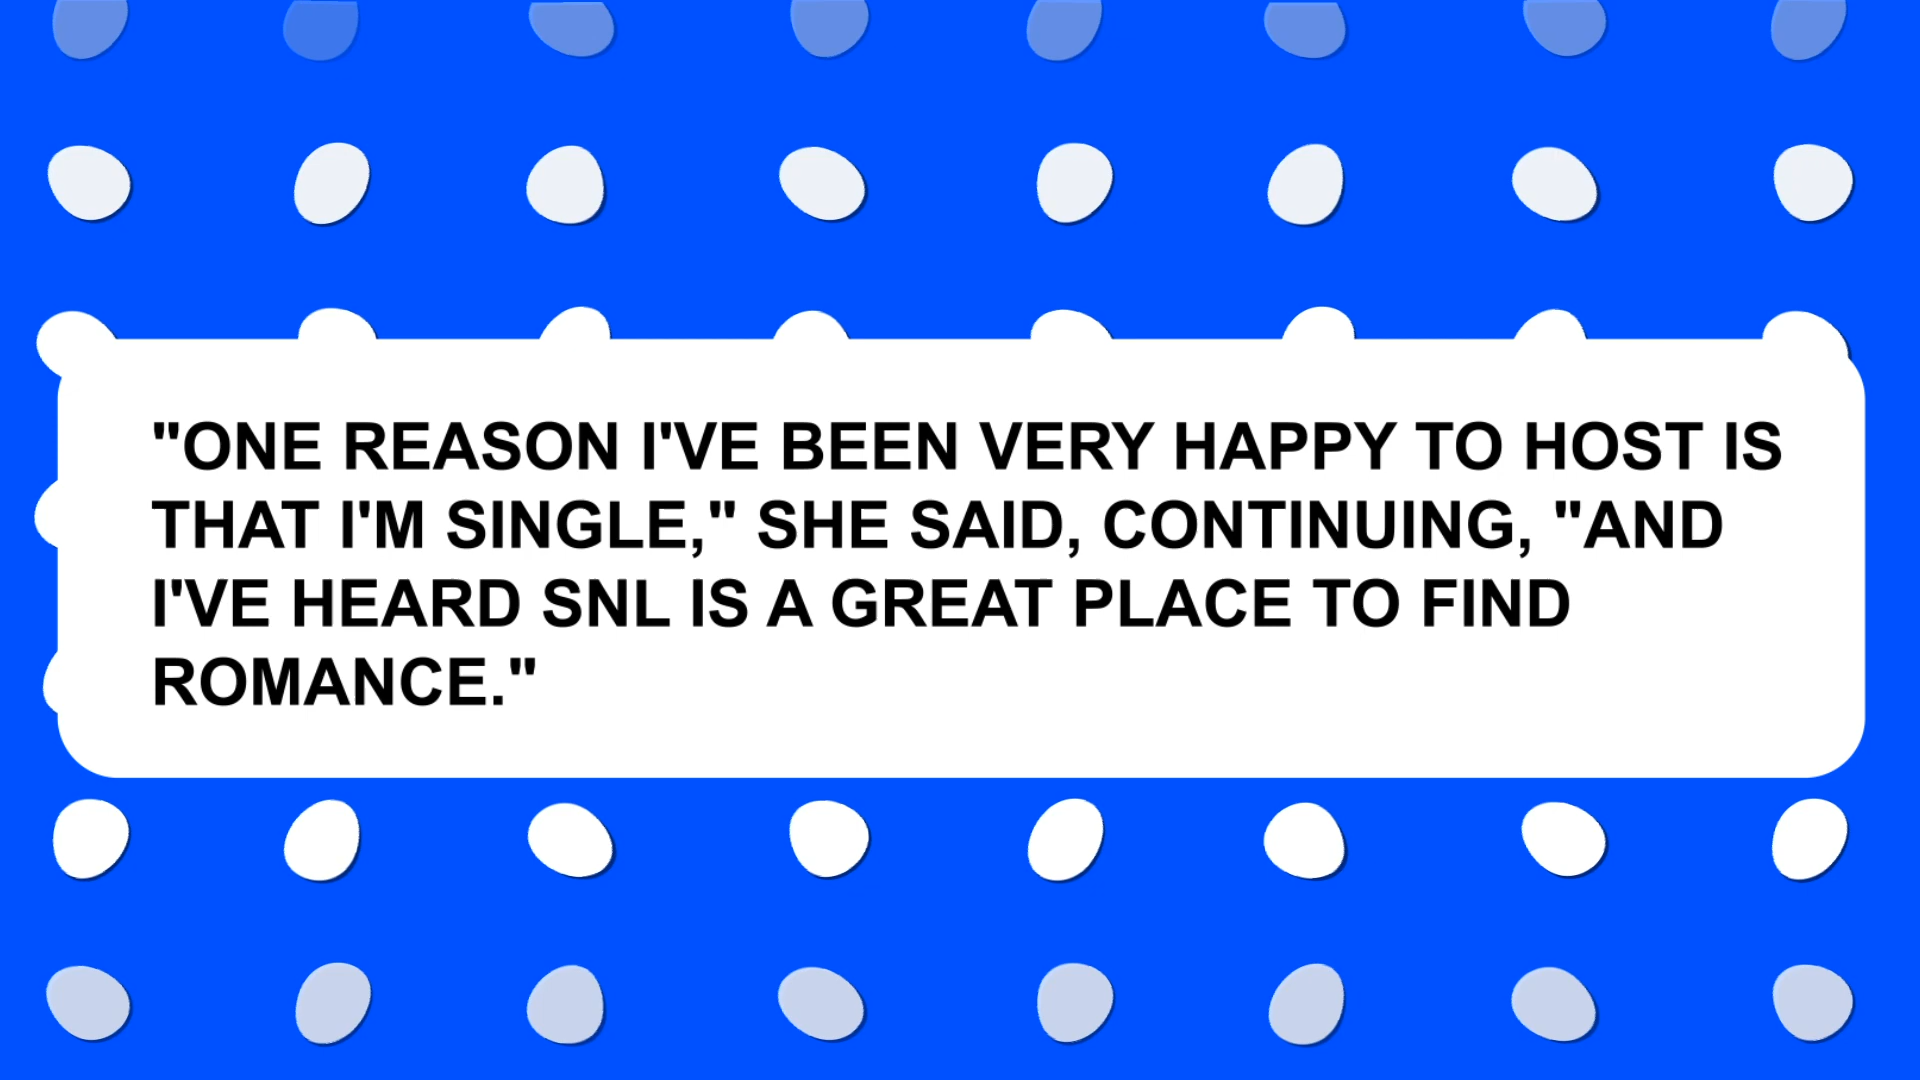 "ONE REASON I'VE BEEN VERY HAPPY TO HOST IS
THAT I'M SINGLE," SHE SAID, CONTINUING, "AND
I'VE HEARD SNL IS A GREAT PLACE TO FIND
ROMANCE."